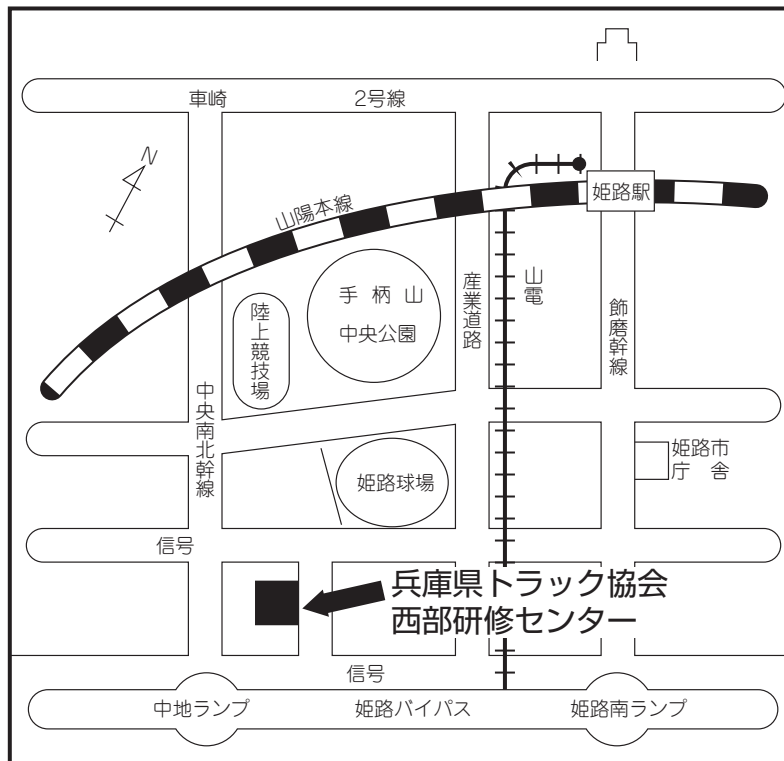 車崎
2号線
N
山陽本線
姫路駅
手柄山
中央公園
陸上競技場
産業道路
山電
飾磨幹線
中央南北幹線
姫路球場
姫路市
庁舎
信号
兵庫県トラック協会
西部研修センター
信号
中地ランプ
姫路バイパス
姫路南ランプ